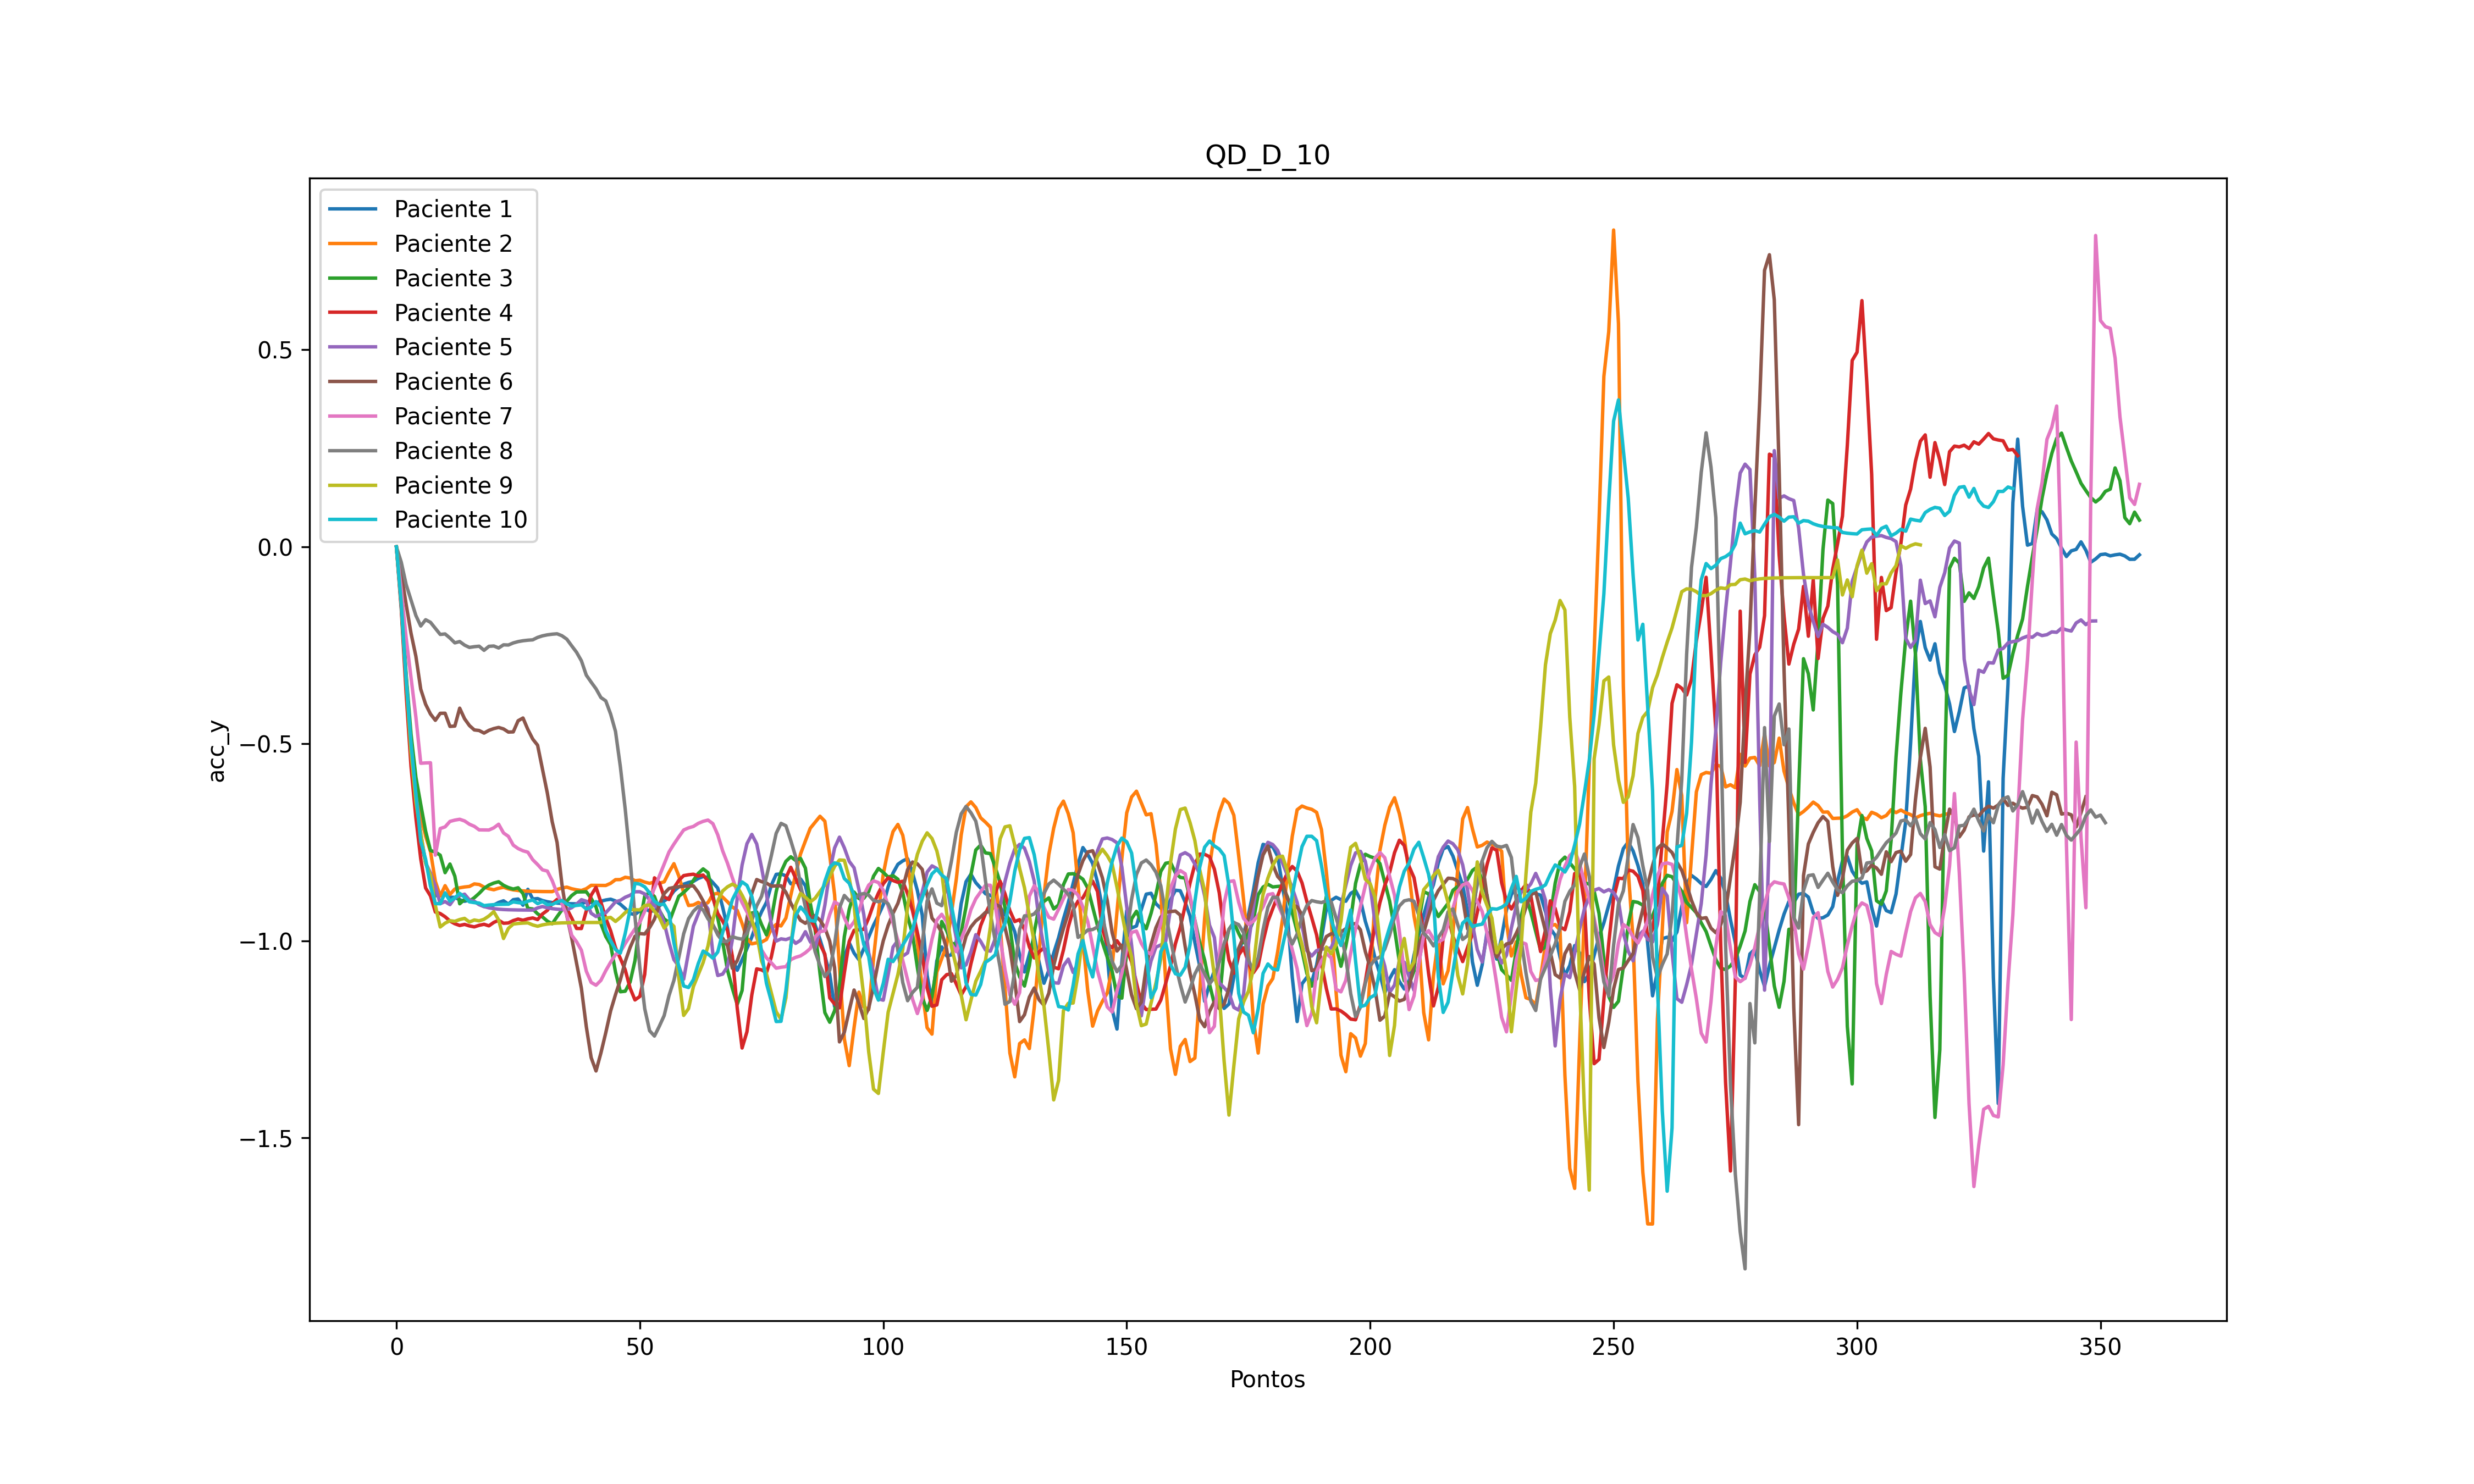 QD_D_10
Paciente 1
Paciente 2
Paciente 3
Paciente 4
Paciente 5
Paciente 6
Paciente 7
Paciente 8
Paciente 9
Paciente 10
acc_y
0.5
0.0
−0.5
−1.0
−1.5
0 50 100 150 200 250 300 350
Pontos